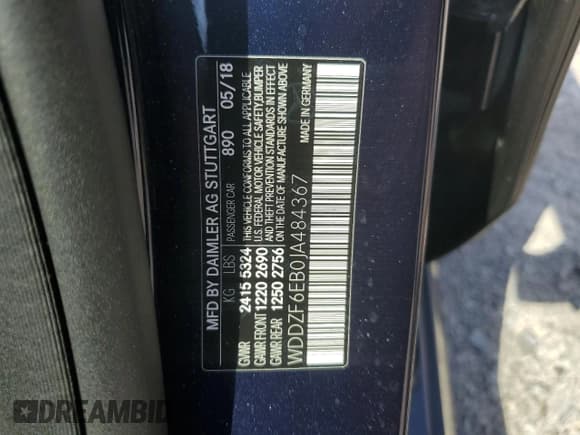 MFD BY DAIMLER AG STUTTGART
KG LBS 890 05/18
PASSENGER CAR
GVWR 2415 5324 THIS VEHICLE CONFORMS TO ALL APPLICABLE
GAWR FRONT 1220 2690 U.S. FEDERAL MOTOR VEHICLE SAFETY, BUMPER
GAWR REAR 1250 2756 AND THEFT PREVENTION STANDARDS IN EFFECT
ON THE DATE OF MANUFACTURE SHOWN ABOVE
WDDZF6EB0JA484367 MADE IN GERMANY
DREAMBID